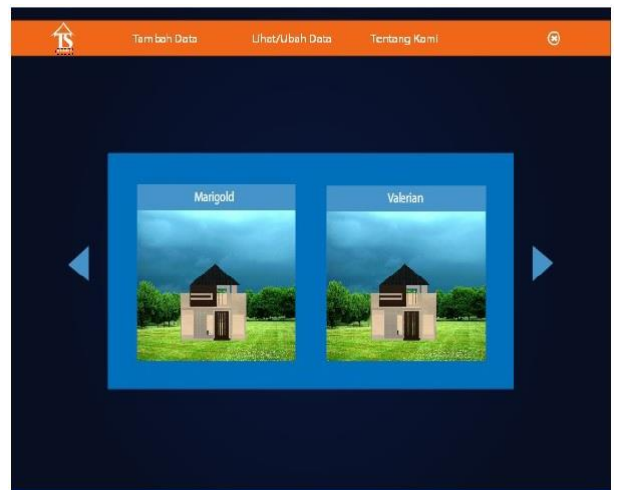 TS
Tambah Data
Lihat/Ubah Data
Tentang Kami
Marigold
Valerian